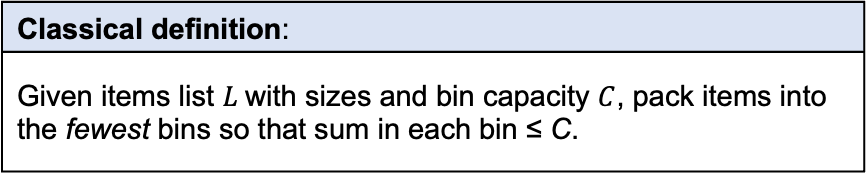 Classical definition:
Given items list L with sizes and bin capacity C, pack items into
the fewest bins so that sum in each bin ≤ C.